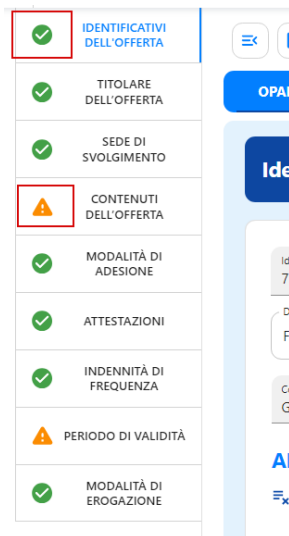 IDENTIFICATIVI
DELL'OFFERTA
TITOLARE
DELL'OFFERTA
SEDE DI
SVOLGIMENTO
CONTENUTI
DELL'OFFERTA
MODALITÀ DI
ADESIONE
ATTESTAZIONI
INDENNITÀ DI
FREQUENZA
PERIODO DI VALIDITÀ
MODALITÀ DI
EROGAZIONE
7